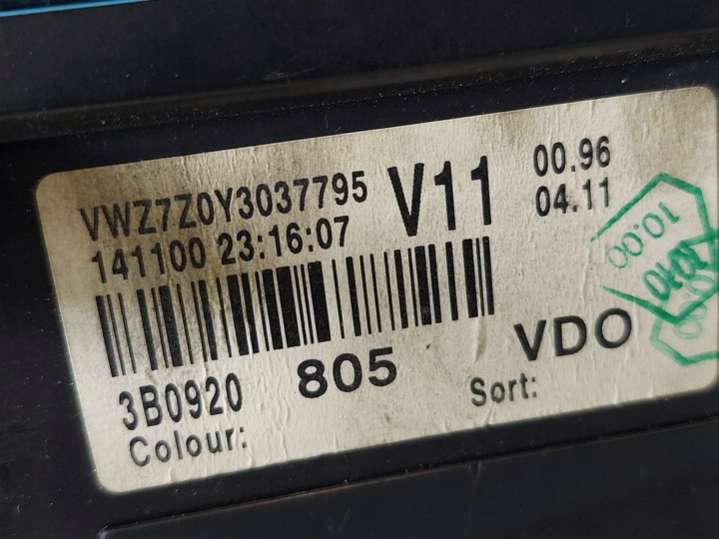 VWZ7Z0Y3037795 V11 00.96
141100 23:16:07 04.11
3B0920 805 VDO
Colour: Sort:
10.00